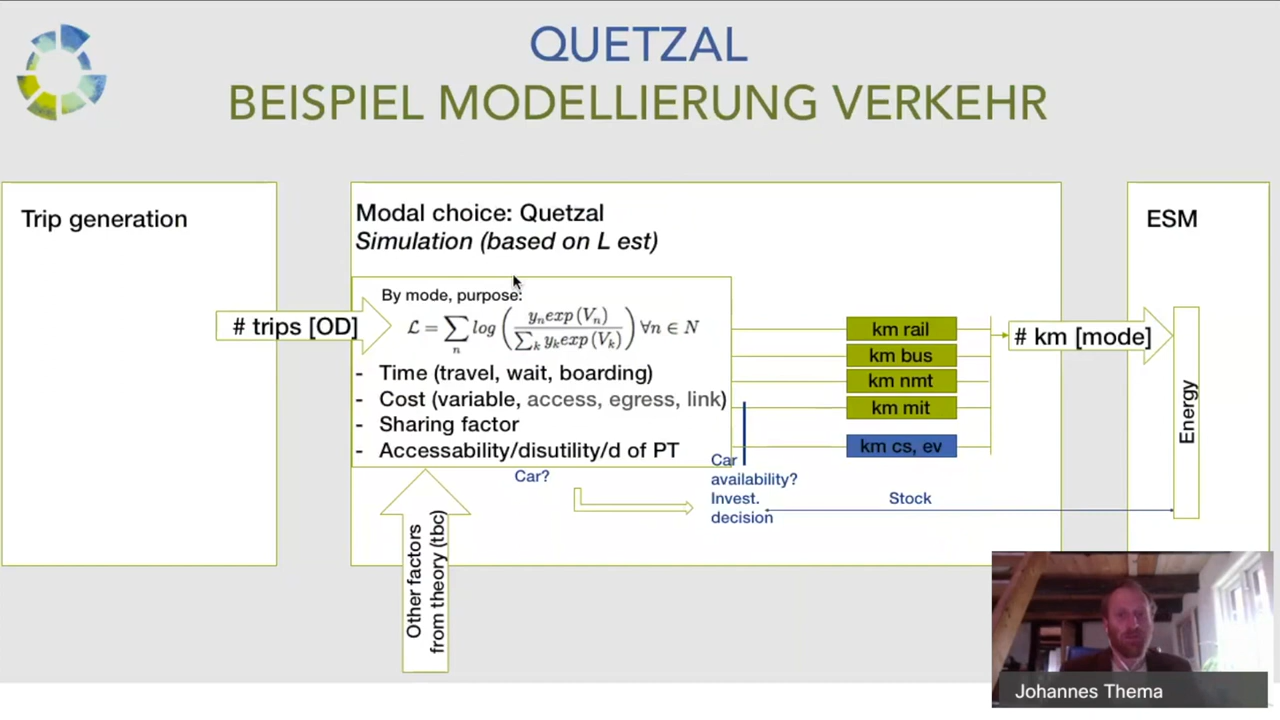 QUETZAL
BEISPIEL MODELLIERUNG VERKEHR
Trip generation
# trips [OD]
Modal choice: Quetzal
Simulation (based on L est)
By mode, purpose:
ℒ = ∑ₙ log ( yₙexp (Vₙ) / ∑ₖ yₖexp (Vₖ) ) ∀n ∈ N
- Time (travel, wait, boarding)
- Cost (variable, access, egress, link)
- Sharing factor
- Accessability/disutility/d of PT
Car?
Other factors
from theory (tbc)
km rail
km bus
km nmt
km mit
km cs, ev
Car
availability?
Invest.
decision
Stock
# km [mode]
ESM
Energy
Johannes Thema